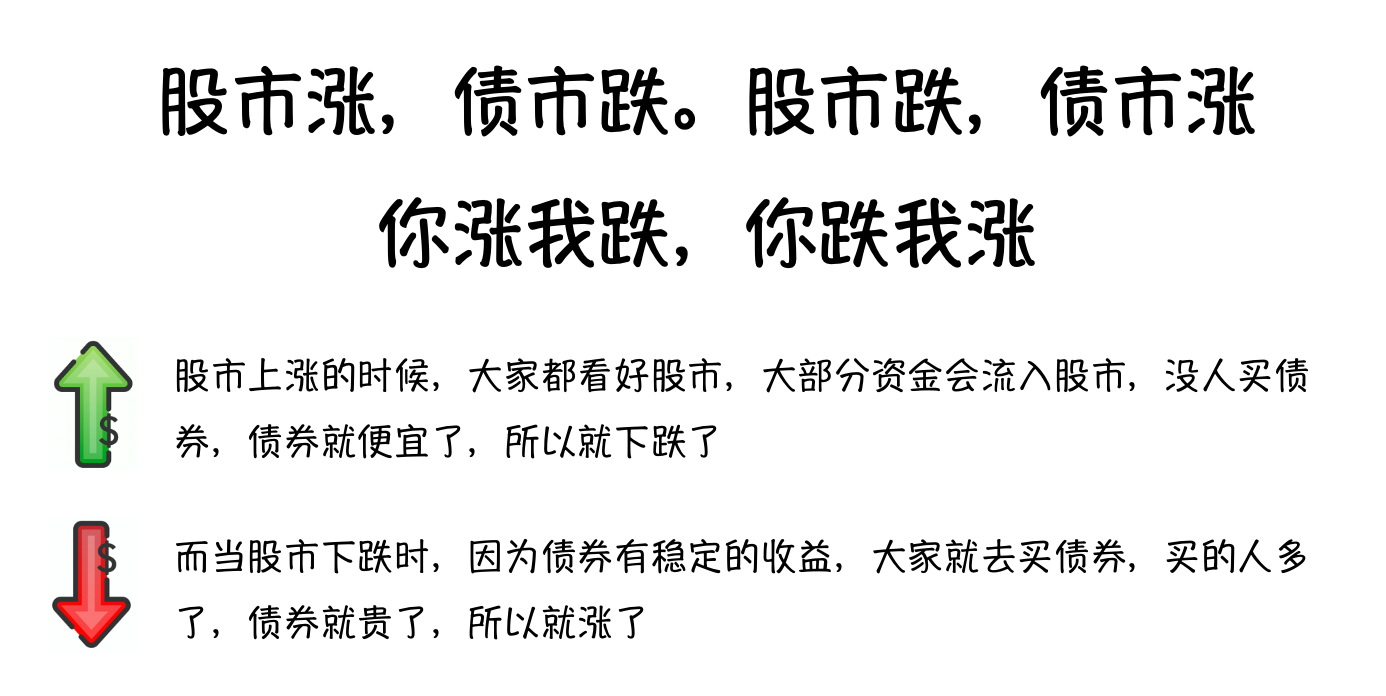 股市涨，债市跌。股市跌，债市涨
你涨我跌，你跌我涨
股市上涨的时候，大家都看好股市，大部分资金会流入股市，没人买债
券，债券就便宜了，所以就下跌了
$
而当股市下跌时，因为债券有稳定的收益，大家就去买债券，买的人多
了，债券就贵了，所以就涨了
$